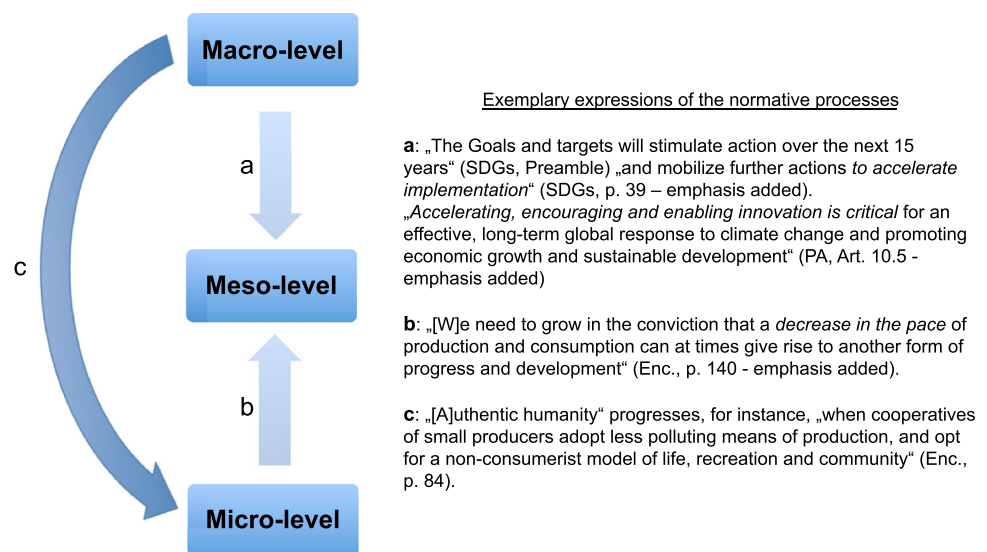 Macro-level
Exemplary expressions of the normative processes
a: „The Goals and targets will stimulate action over the next 15
years“ (SDGs, Preamble) „and mobilize further actions to accelerate
implementation“ (SDGs, p. 39 – emphasis added).
„Accelerating, encouraging and enabling innovation is critical for an
effective, long-term global response to climate change and promoting
economic growth and sustainable development“ (PA, Art. 10.5 -
emphasis added)
a
c
Meso-level
b: „[W]e need to grow in the conviction that a decrease in the pace of
production and consumption can at times give rise to another form of
progress and development“ (Enc., p. 140 - emphasis added).
b
c: „[A]uthentic humanity“ progresses, for instance, „when cooperatives
of small producers adopt less polluting means of production, and opt
for a non-consumerist model of life, recreation and community“ (Enc.,
p. 84).
Micro-level